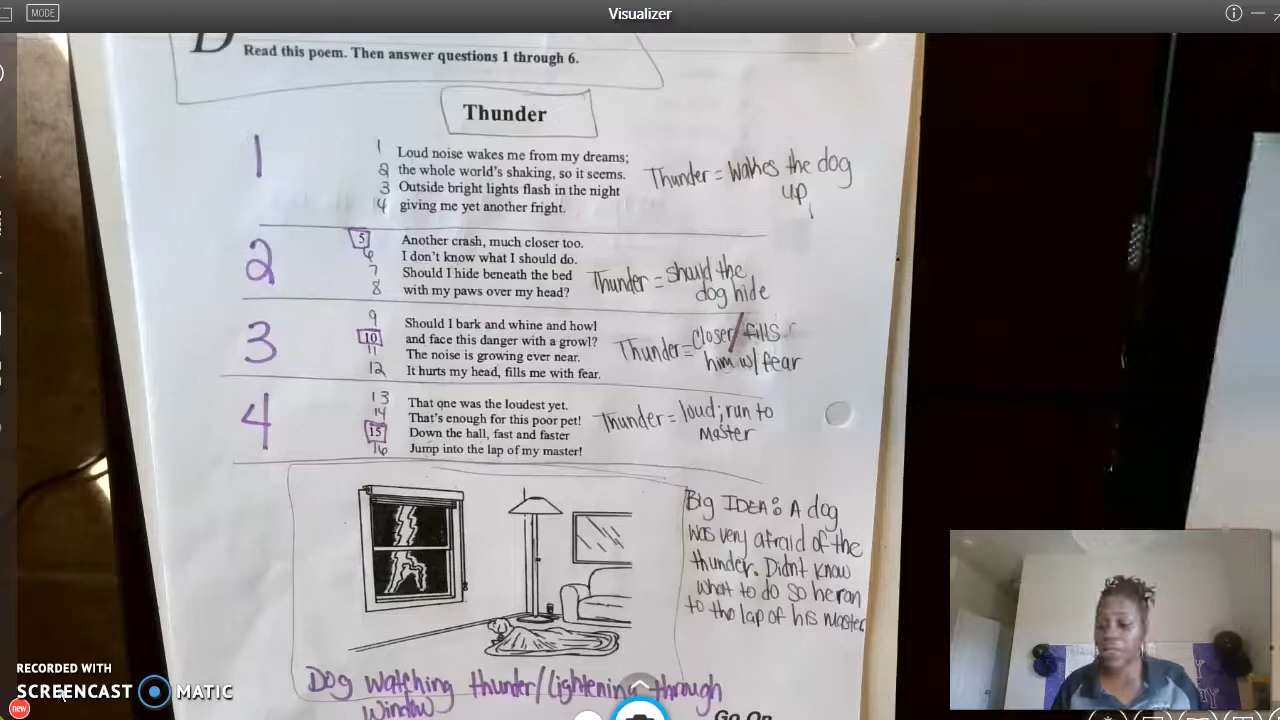 MODE
Visualizer
D
Read this poem. Then answer questions 1 through 6.
Thunder
1
1 Loud noise wakes me from my dreams;
2 the whole world's shaking, so it seems.
3 Outside bright lights flash in the night
4 giving me yet another fright.
Thunder = wakes the dog
up
2
5 Another crash, much closer too.
6 I don't know what I should do.
7 Should I hide beneath the bed
8 with my paws over my head?
Thunder = should the
dog hide
3
9 Should I bark and whine and howl
10 and face this danger with a growl?
11 The noise is growing ever near.
12 It hurts my head, fills me with fear.
Thunder = closer/fills
him w/ fear
4
13 That one was the loudest yet.
14 That's enough for this poor pet!
15 Down the hall, fast and faster
16 Jump into the lap of my master!
Thunder = loud; run to
master
Big IDEA: A dog
was very afraid of the
thunder. Didnt know
what to do so he ran
to the lap of his master
Dog watching thunder/lightening through
window
Go On
RECORDED WITH
SCREENCAST MATIC
new